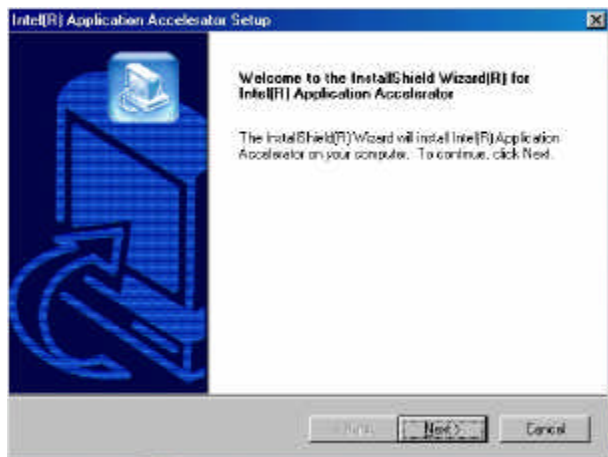 Intel(R) Application Accelerator Setup
Welcome to the InstallShield Wizard(R) for
Intel(R) Application Accelerator
The InstallShield(R) Wizard will install Intel(R) Application
Accelerator on your computer. To continue, click Next.
< Back
Next >
Cancel